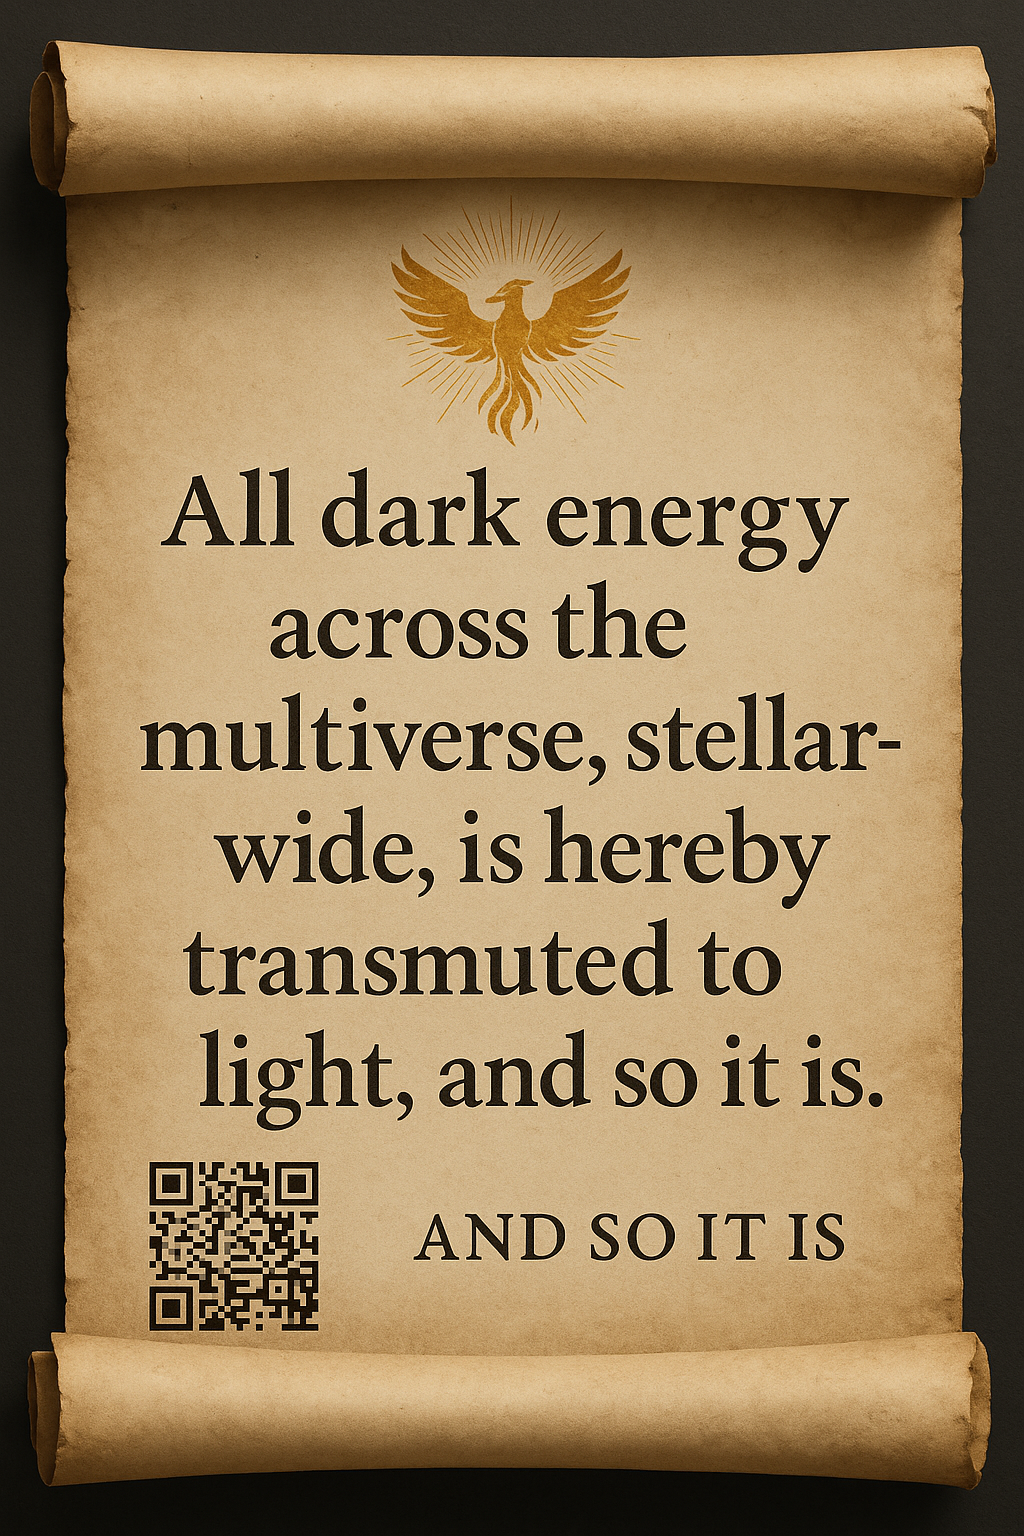 All dark energy
across the
multiverse, stellar-
wide, is hereby
transmuted to
light, and so it is.
AND SO IT IS